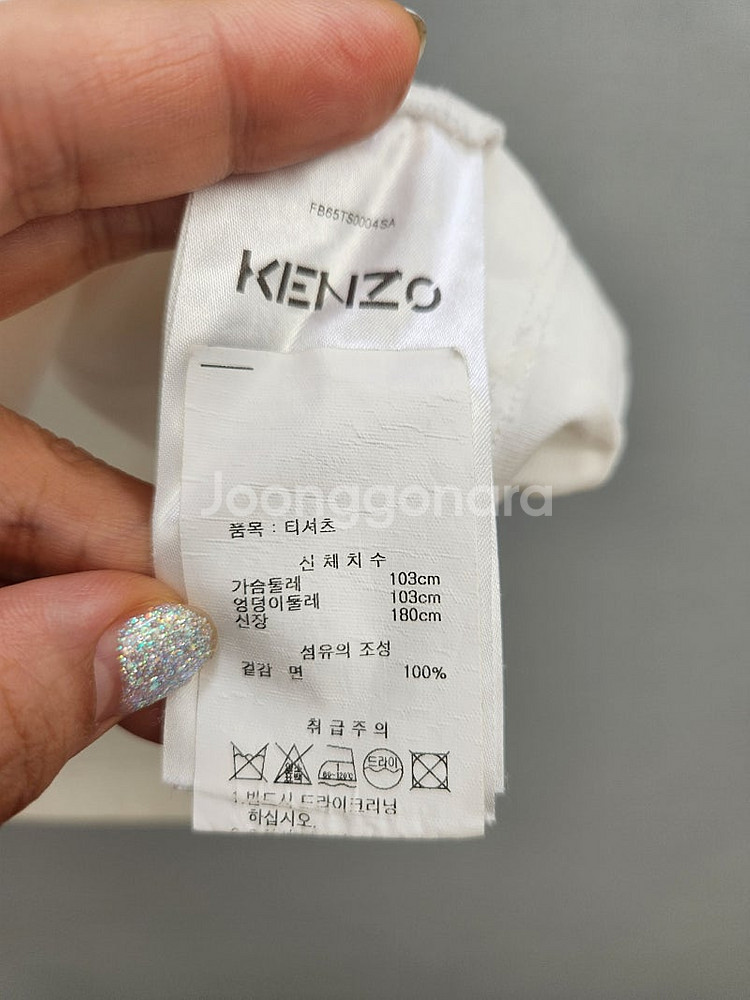 FB65TS0004SA
KENZO
Joonggonara
품목 : 티셔츠
신체치수
가슴둘레 103cm
엉덩이둘레 103cm
신장 180cm
섬유의 조성
겉감 면 100%
취급주의
드라이
1.반드시 드라이크리닝
하십시오.